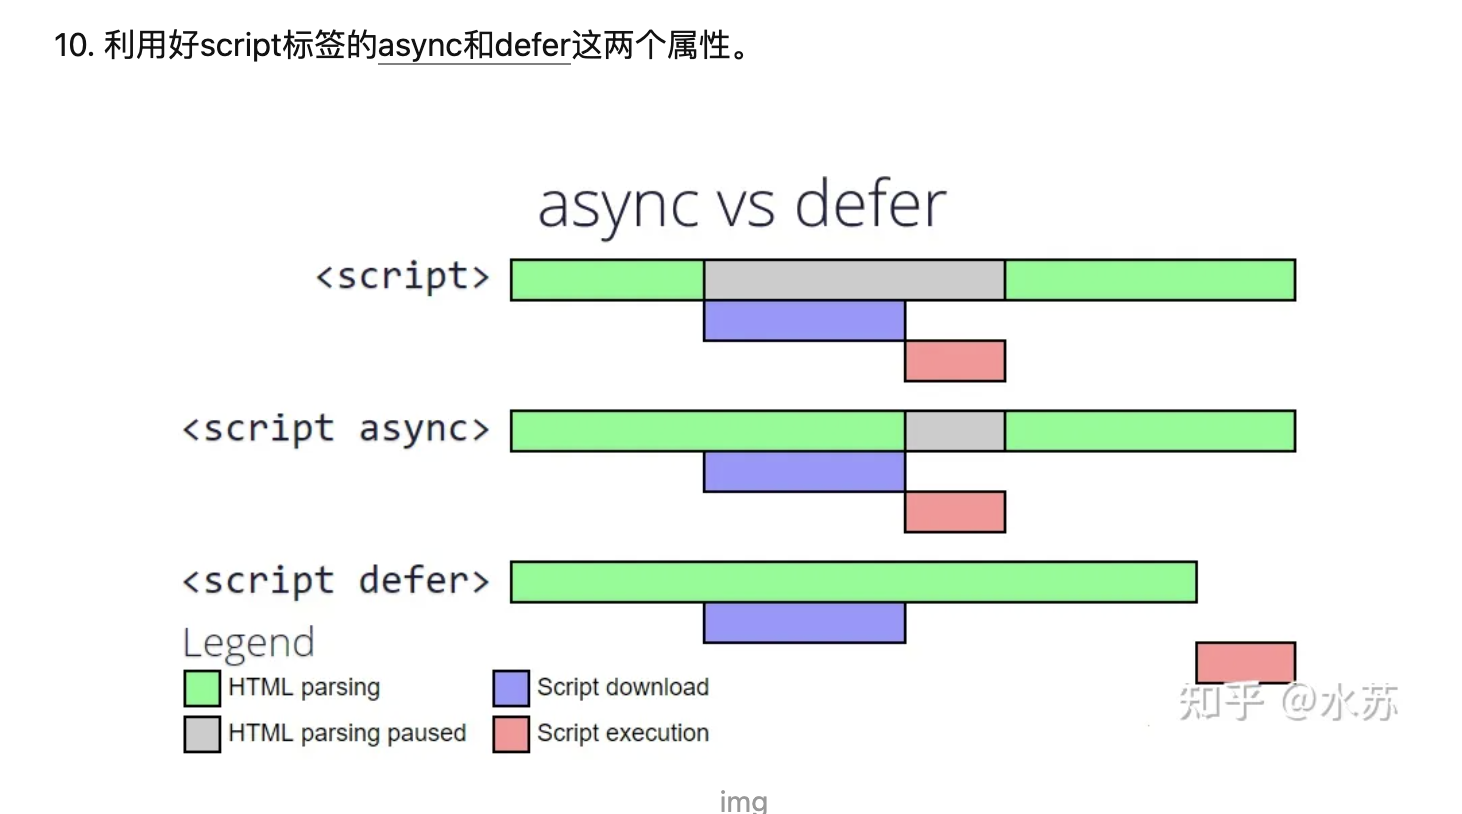 10. 利用好script标签的async和defer这两个属性。
async vs defer
<script>
<script async>
<script defer>
Legend
HTML parsing
Script download
HTML parsing paused
Script execution
知乎 @水苏
img